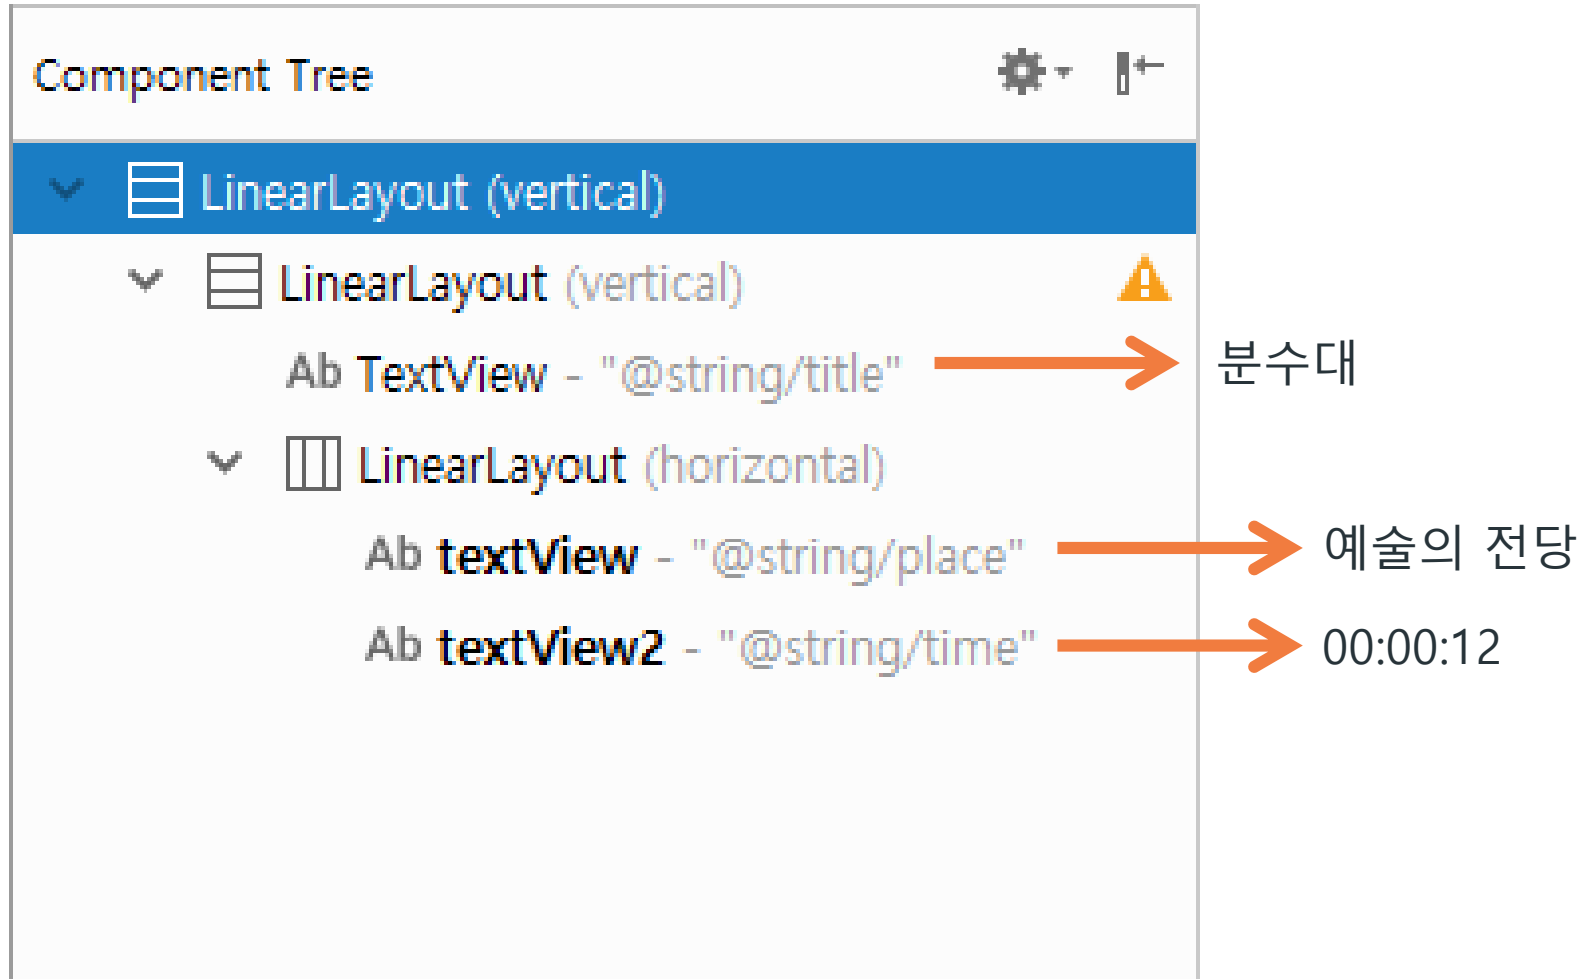 Component Tree
LinearLayout (vertical)
LinearLayout (vertical)
Ab TextView - "@string/title" 분수대
LinearLayout (horizontal)
Ab textView - "@string/place" 예술의 전당
Ab textView2 - "@string/time" 00:00:12